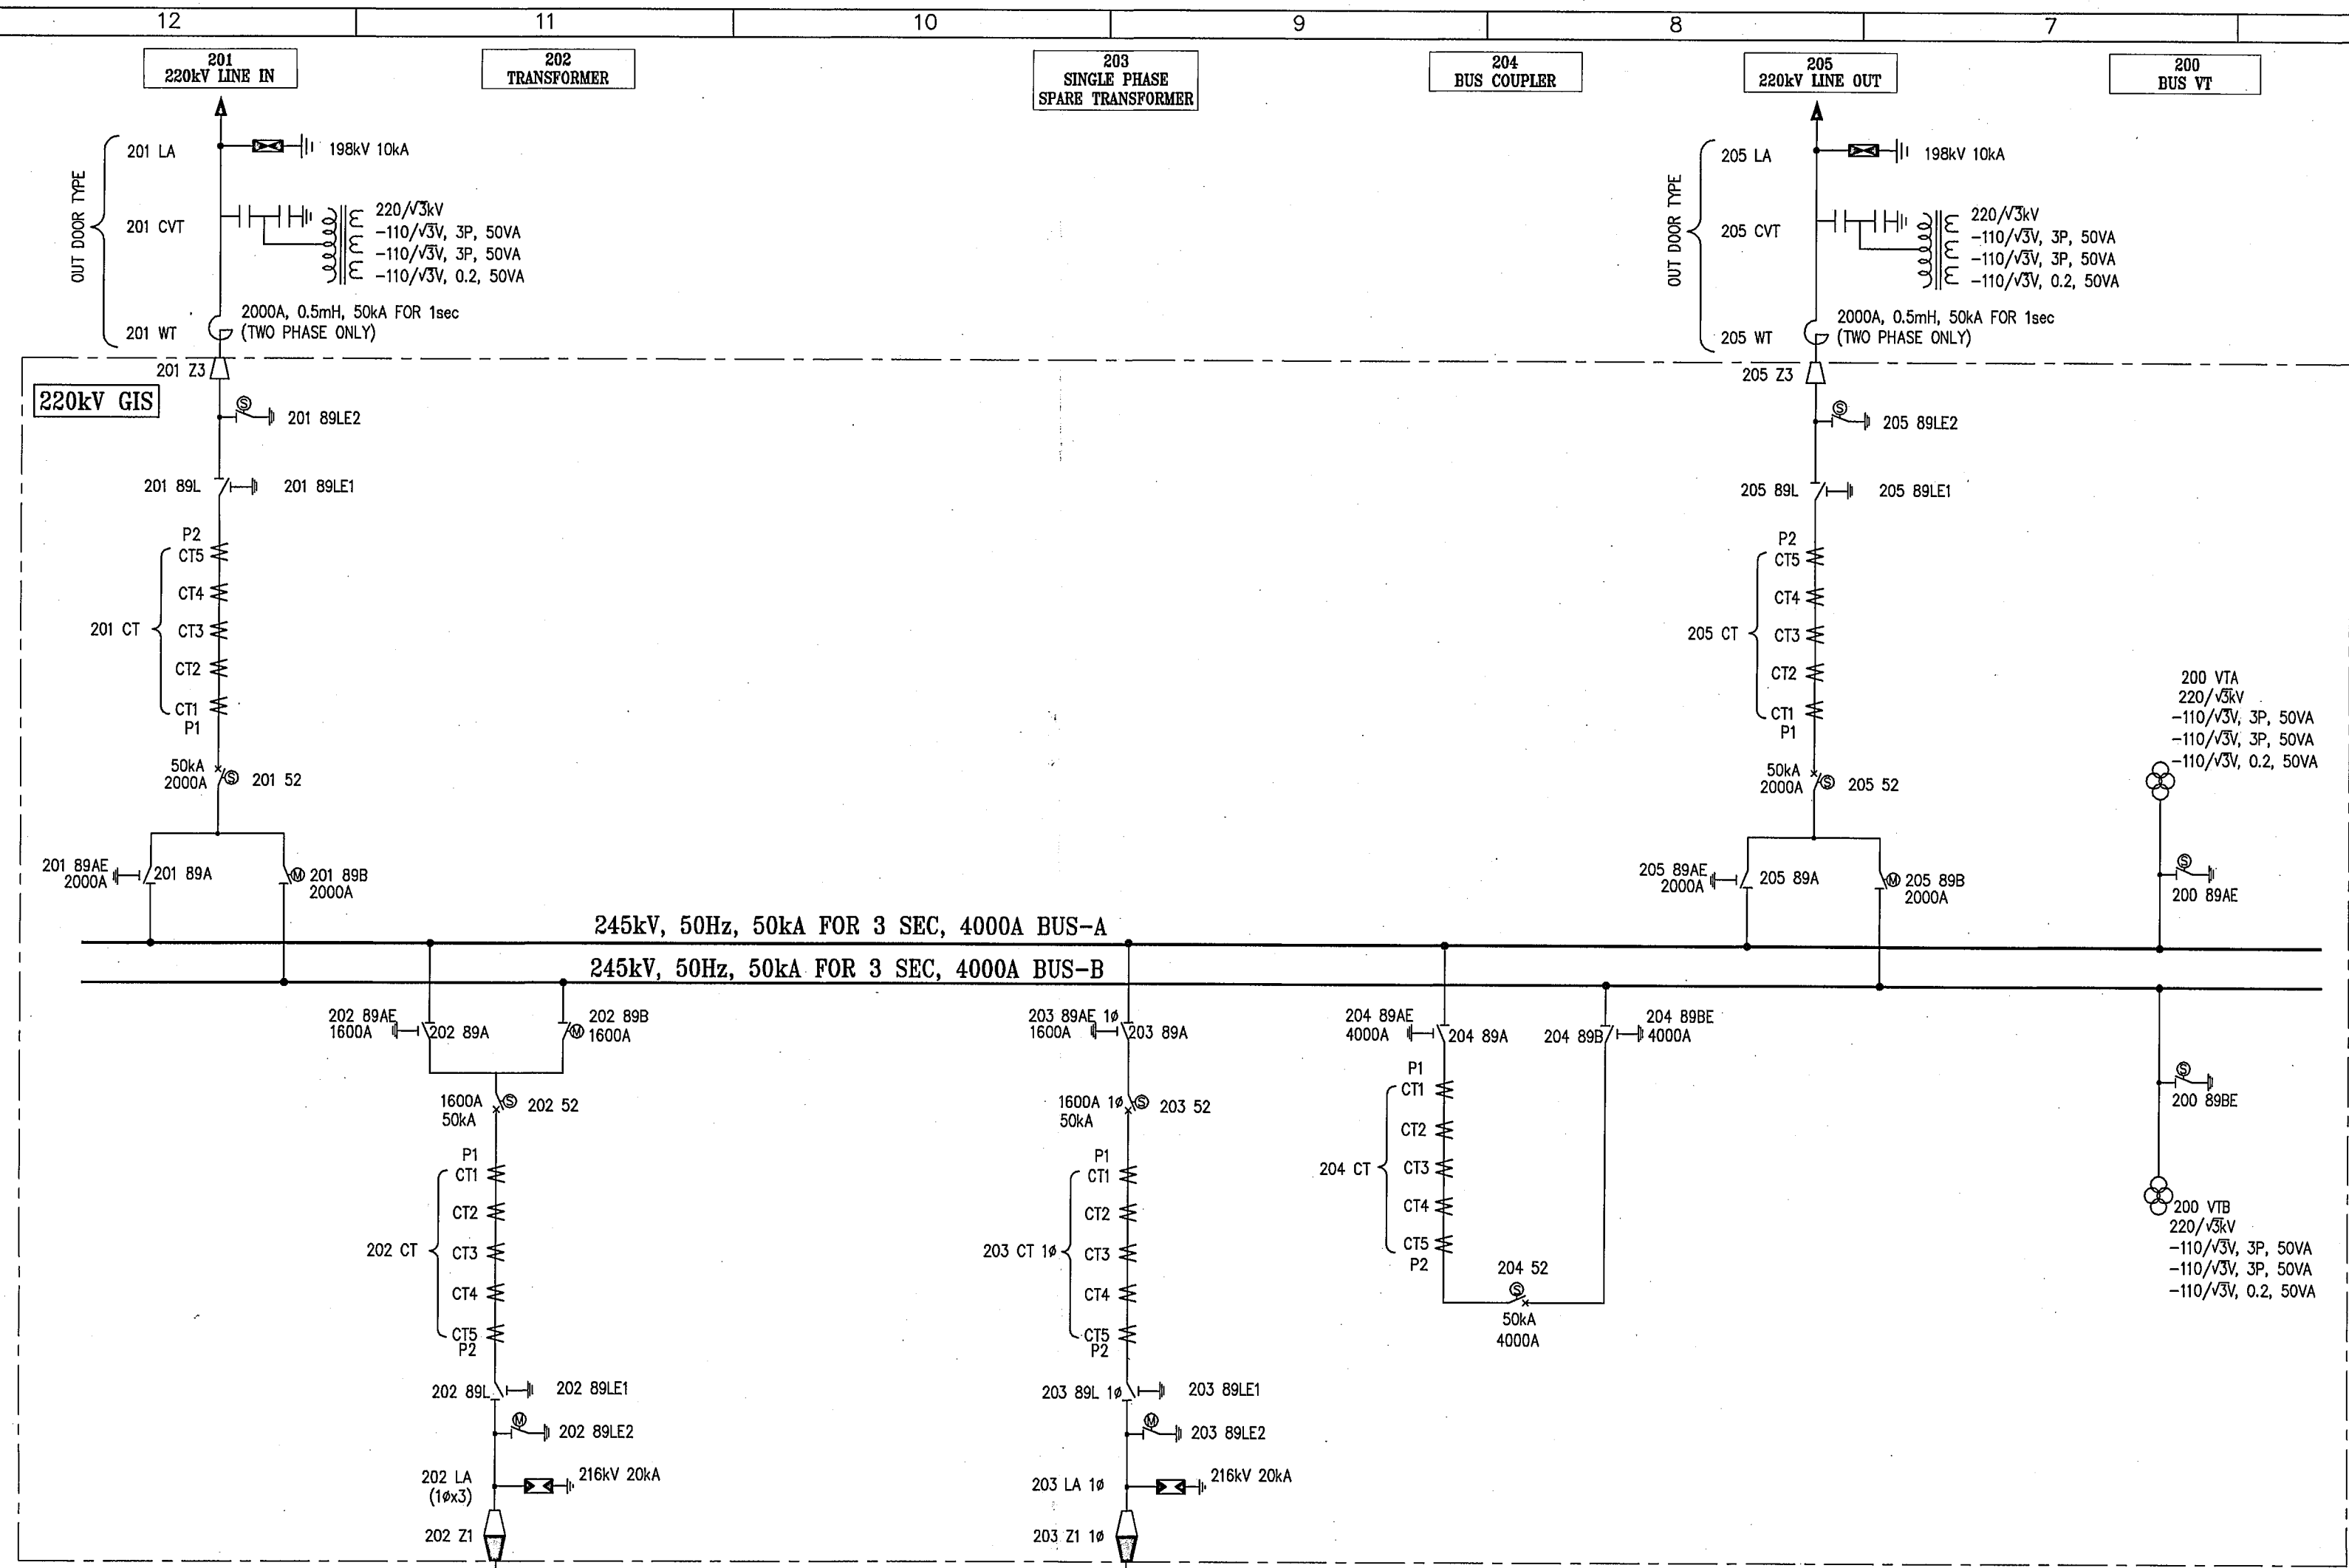 12 11 10 9 8 7
201
220kV LINE IN
202
TRANSFORMER
203
SINGLE PHASE
SPARE TRANSFORMER
204
BUS COUPLER
205
220kV LINE OUT
200
BUS VT
OUT DOOR TYPE
201 LA
198kV 10kA
201 CVT
220/√3kV
-110/√3V, 3P, 50VA
-110/√3V, 3P, 50VA
-110/√3V, 0.2, 50VA
201 WT
2000A, 0.5mH, 50kA FOR 1sec
(TWO PHASE ONLY)
OUT DOOR TYPE
205 LA
198kV 10kA
205 CVT
220/√3kV
-110/√3V, 3P, 50VA
-110/√3V, 3P, 50VA
-110/√3V, 0.2, 50VA
205 WT
2000A, 0.5mH, 50kA FOR 1sec
(TWO PHASE ONLY)
220kV GIS
201 Z3
S
201 89LE2
201 89L
201 89LE1
P2
CT5
CT4
201 CT
CT3
CT2
CT1
P1
50kA
2000A
S
201 52
201 89AE
2000A
201 89A
M
201 89B
2000A
205 Z3
S
205 89LE2
205 89L
205 89LE1
P2
CT5
CT4
205 CT
CT3
CT2
CT1
P1
50kA
2000A
S
205 52
205 89AE
2000A
205 89A
M
205 89B
2000A
200 VTA
220/√3kV
-110/√3V, 3P, 50VA
-110/√3V, 3P, 50VA
-110/√3V, 0.2, 50VA
S
200 89AE
245kV, 50Hz, 50kA FOR 3 SEC, 4000A BUS-A
245kV, 50Hz, 50kA FOR 3 SEC, 4000A BUS-B
202 89AE
1600A
202 89A
M
202 89B
1600A
1600A
50kA
S
202 52
P1
CT1
CT2
202 CT
CT3
CT4
CT5
P2
202 89L
202 89LE1
M
202 89LE2
202 LA
(1ø×3)
216kV 20kA
202 Z1
203 89AE 1ø
1600A
203 89A
1600A 1ø
50kA
S
203 52
P1
CT1
CT2
203 CT 1ø
CT3
CT4
CT5
P2
203 89L 1ø
203 89LE1
M
203 89LE2
203 LA 1ø
216kV 20kA
203 Z1 1ø
204 89AE
4000A
204 89A
204 89B
204 89BE
4000A
P1
CT1
CT2
204 CT
CT3
CT4
CT5
P2
204 52
S
50kA
4000A
S
200 89BE
200 VTB
220/√3kV
-110/√3V, 3P, 50VA
-110/√3V, 3P, 50VA
-110/√3V, 0.2, 50VA